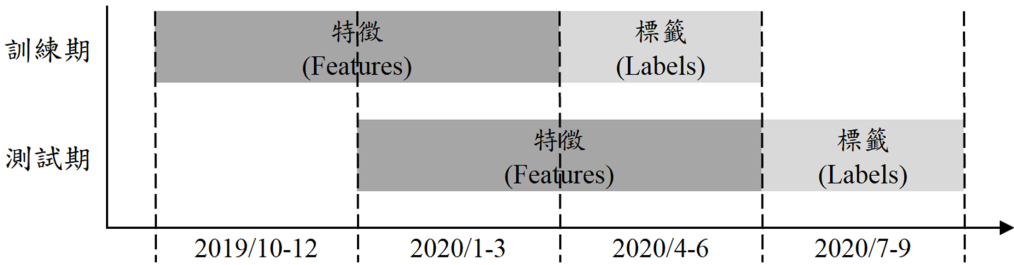 訓練期
特徵
(Features)
標籤
(Labels)
測試期
特徵
(Features)
標籤
(Labels)
2019/10-12
2020/1-3
2020/4-6
2020/7-9